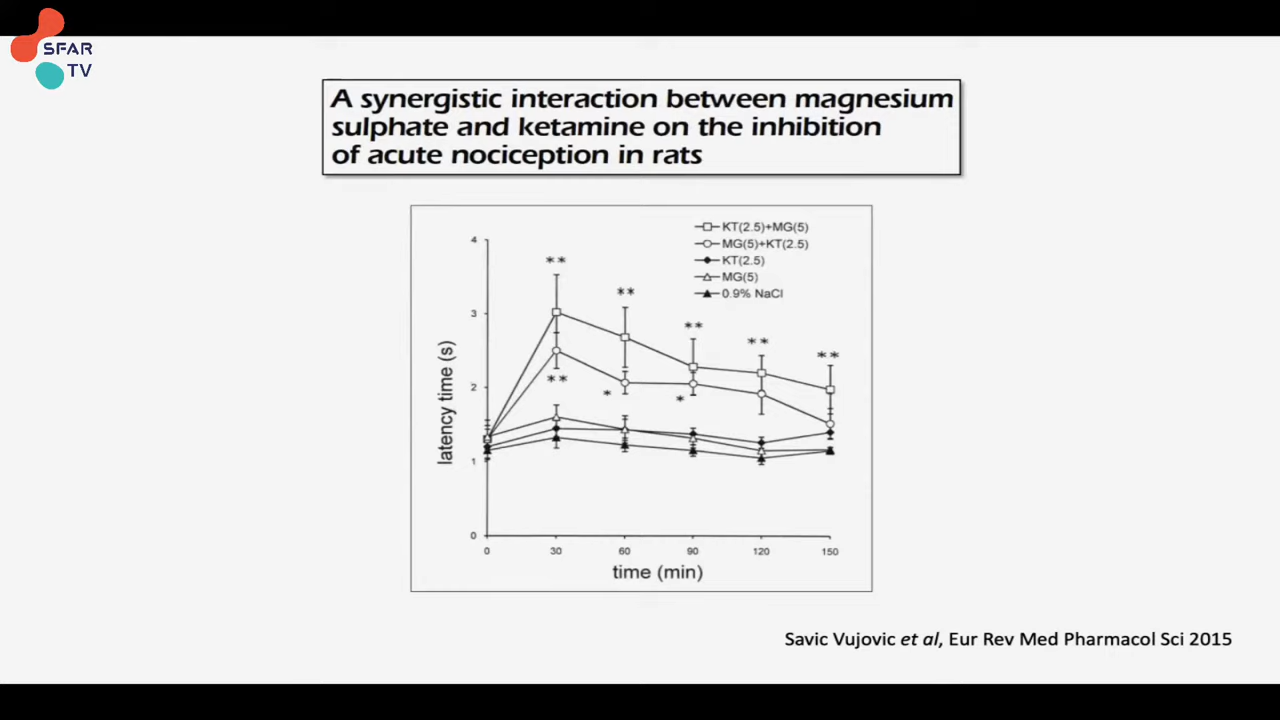 SFAR
TV
A synergistic interaction between magnesium
sulphate and ketamine on the inhibition
of acute nociception in rats
KT(2.5)+MG(5)
MG(5)+KT(2.5)
KT(2.5)
MG(5)
0.9% NaCl
4
**
**
3
**
**
**
**
2
*
*
1
0
latency time (s)
0 30 60 90 120 150
time (min)
Savic Vujovic et al, Eur Rev Med Pharmacol Sci 2015